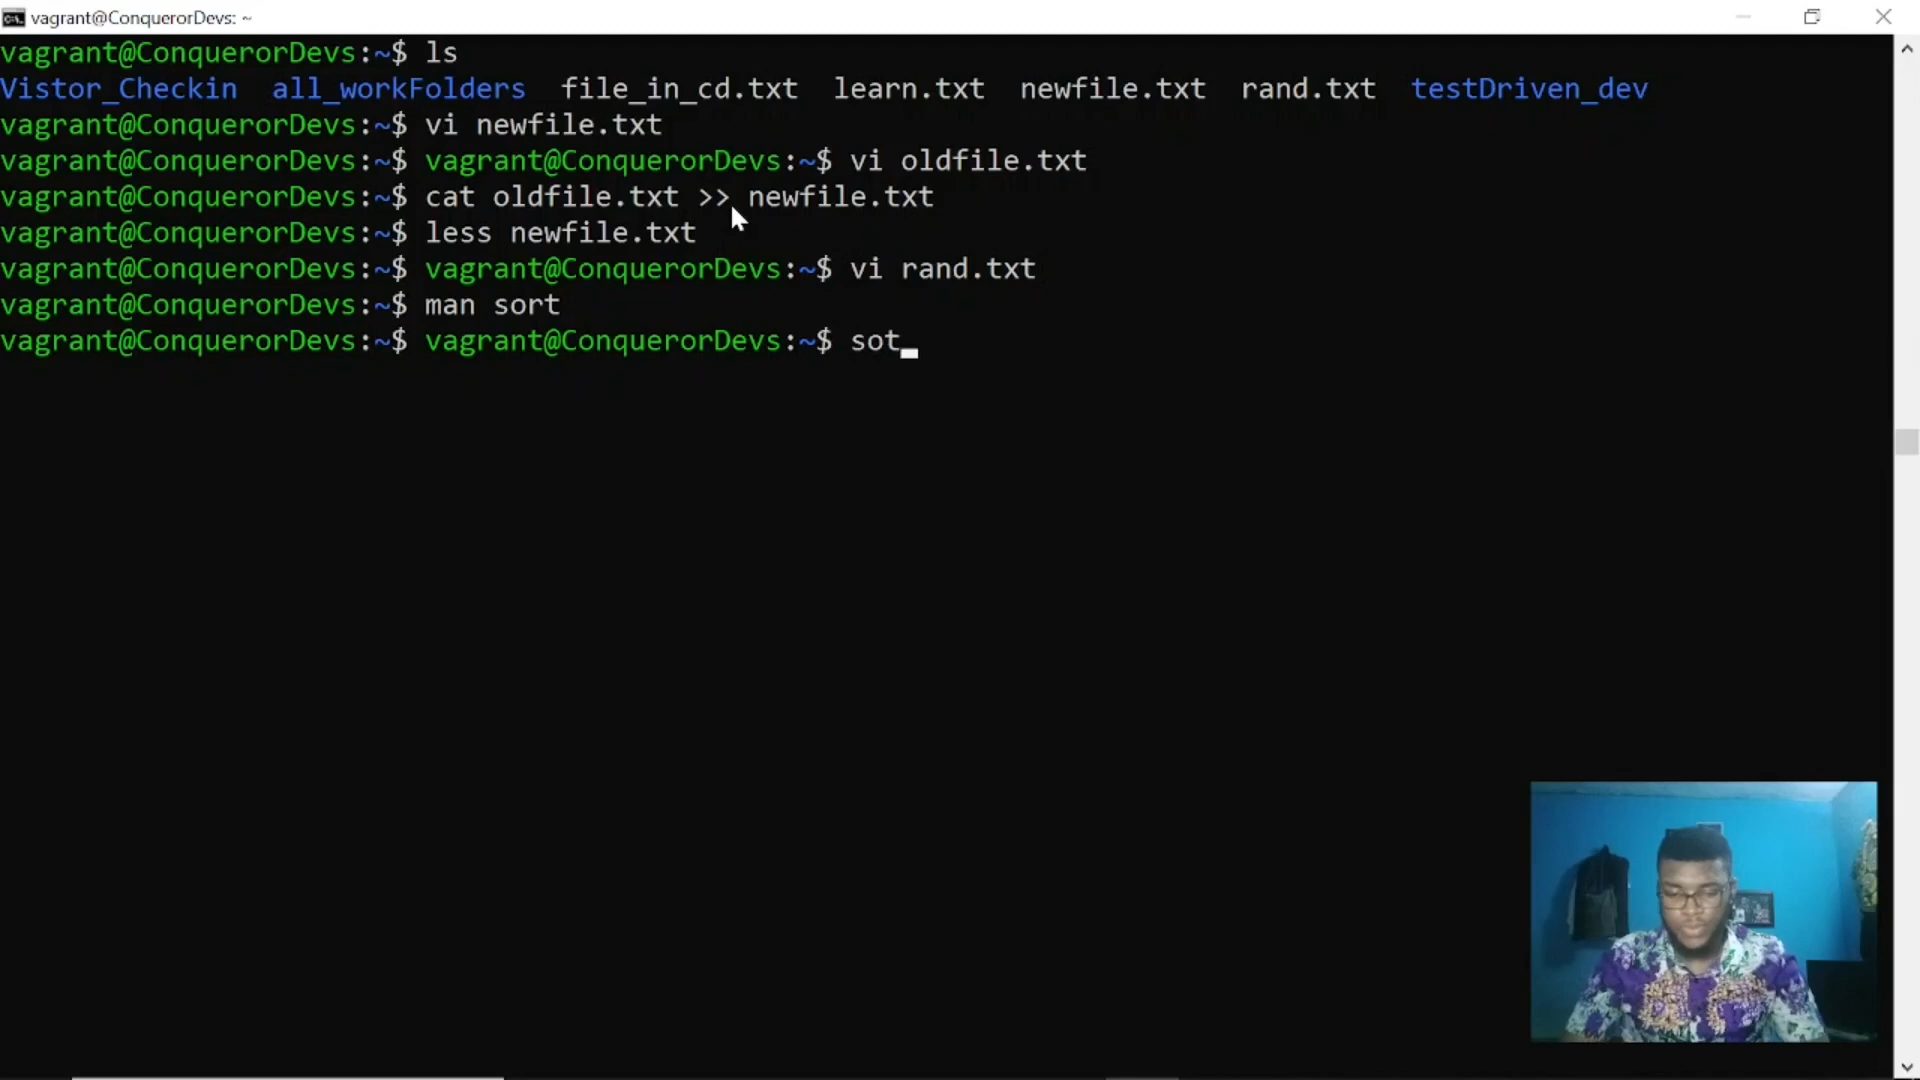 vagrant@ConquerorDevs: ~
vagrant@ConquerorDevs:~$ ls
Vistor_Checkin all_workFolders file_in_cd.txt learn.txt newfile.txt rand.txt testDriven_dev
vagrant@ConquerorDevs:~$ vi newfile.txt
vagrant@ConquerorDevs:~$ vagrant@ConquerorDevs:~$ vi oldfile.txt
vagrant@ConquerorDevs:~$ cat oldfile.txt >> newfile.txt
vagrant@ConquerorDevs:~$ less newfile.txt
vagrant@ConquerorDevs:~$ vagrant@ConquerorDevs:~$ vi rand.txt
vagrant@ConquerorDevs:~$ man sort
vagrant@ConquerorDevs:~$ vagrant@ConquerorDevs:~$ sot